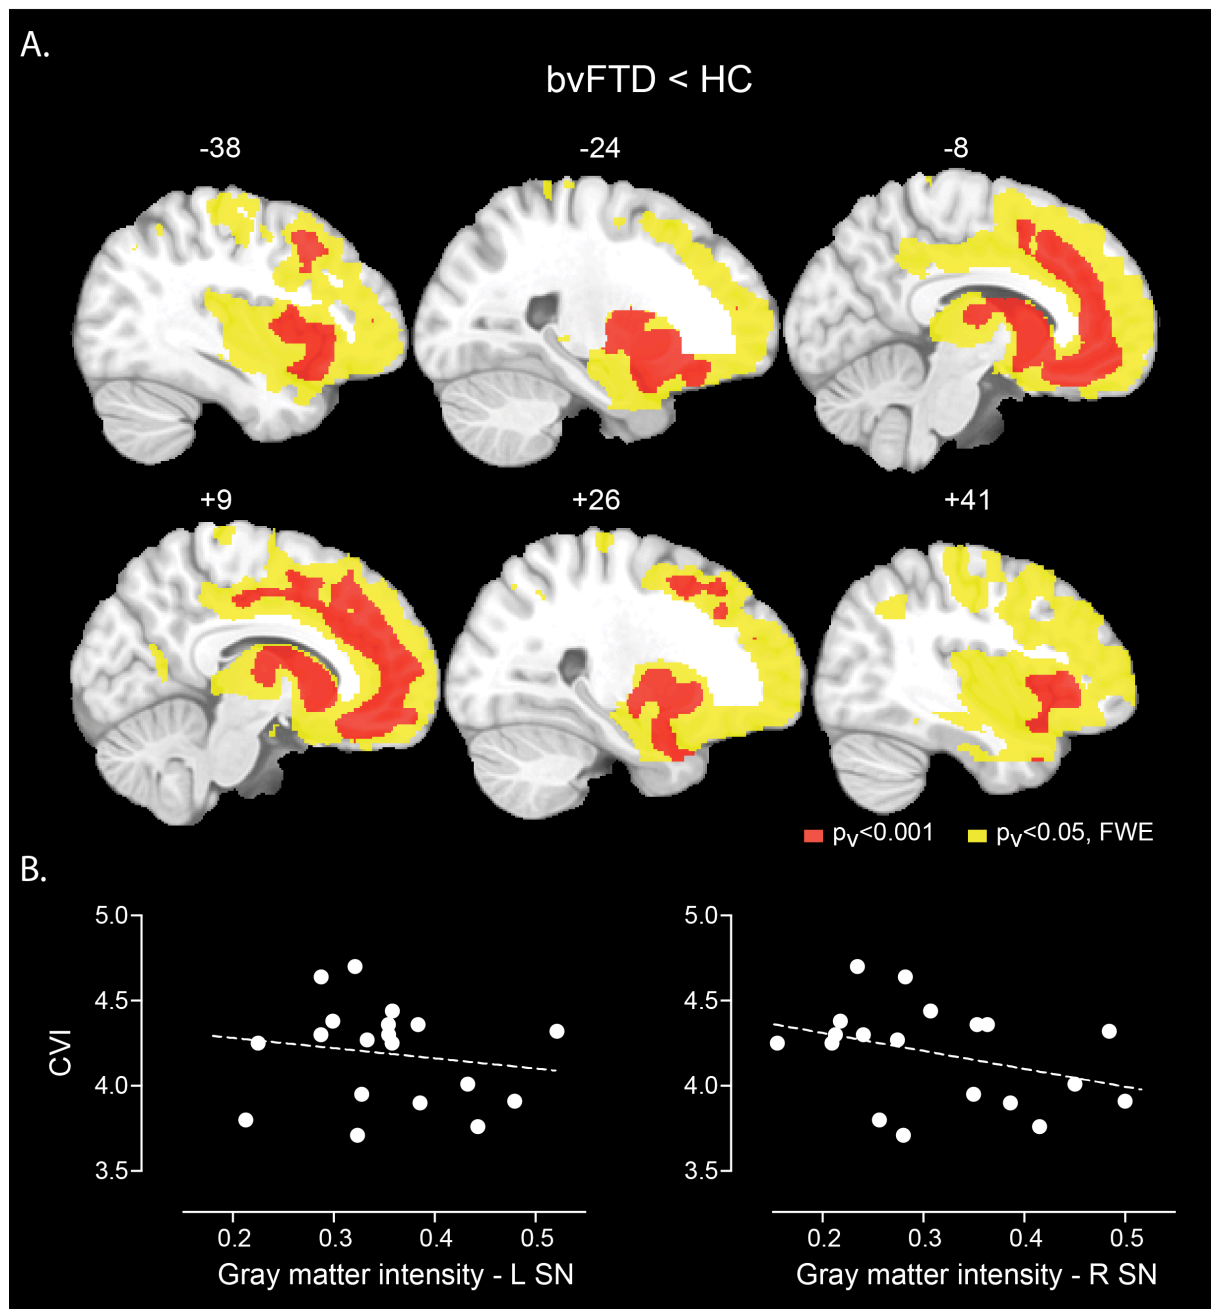 A.
bvFTD < HC
-38 -24 -8
+9 +26 +41
pv<0.001 pv<0.05, FWE
B.
5.0 5.0
4.5 4.5
CVI
4.0 4.0
3.5 3.5
0.2 0.3 0.4 0.5 0.2 0.3 0.4 0.5
Gray matter intensity - L SN Gray matter intensity - R SN